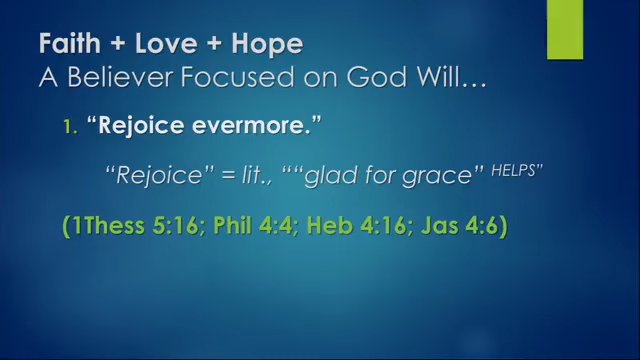 Faith + Love + Hope
A Believer Focused on God Will…
1. “Rejoice evermore.”
“Rejoice” = lit., ““glad for grace” HELPS”
(1Thess 5:16; Phil 4:4; Heb 4:16; Jas 4:6)